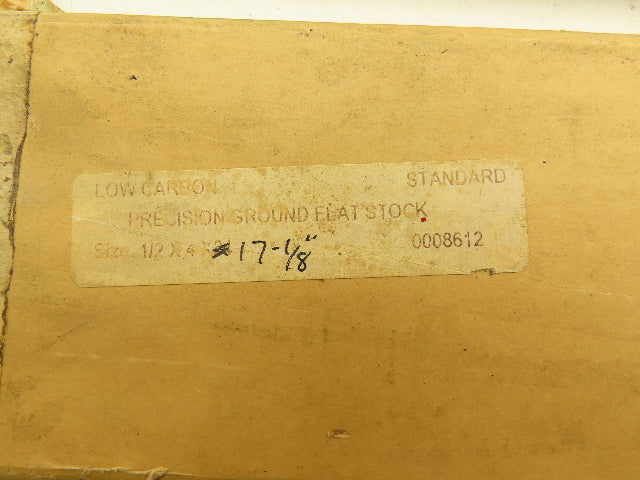 LOW CARBON STANDARD
PRECISION GROUND FLAT STOCK
Size 1/2 X 4 X 17-1/8" 0008612